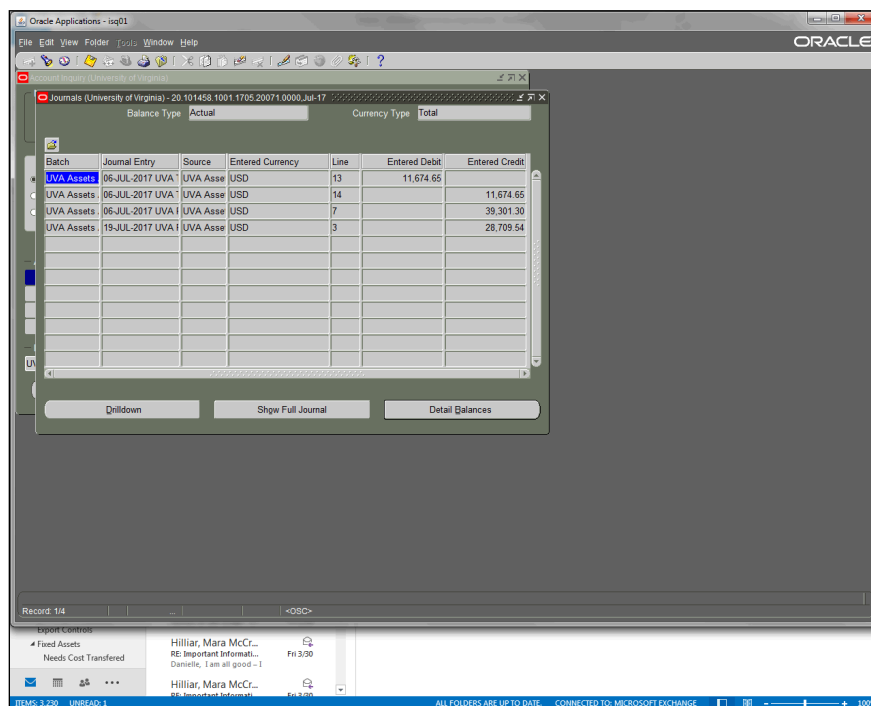 Oracle Applications - isq01
File Edit View Folder Tools Window Help
ORACLE
Account Inquiry (University of Virginia)
Journals (University of Virginia) - 20.101458.1001.1705.20071.0000,Jul-17
Balance Type Actual Currency Type Total
Batch Journal Entry Source Entered Currency Line Entered Debit Entered Credit
UVA Assets 06-JUL-2017 UVA UVA Asse USD 13 11,674.65
UVA Assets 06-JUL-2017 UVA UVA Asse USD 14 11,674.65
UVA Assets 06-JUL-2017 UVA UVA Asse USD 7 39,301.30
UVA Assets 19-JUL-2017 UVA UVA Asse USD 3 28,709.54
Drilldown Show Full Journal Detail Balances
Record: 1/4 ... <OSC>
Export Controls
Fixed Assets
Needs Cost Transfered
Hilliar, Mara McCr...
RE: Important Informati... Fri 3/30
Danielle, I am all good – I
Hilliar, Mara McCr...
RE: Important Informati... Fri 3/30
ITEMS: 3,230 UNREAD: 1 ALL FOLDERS ARE UP TO DATE. CONNECTED TO: MICROSOFT EXCHANGE 100%